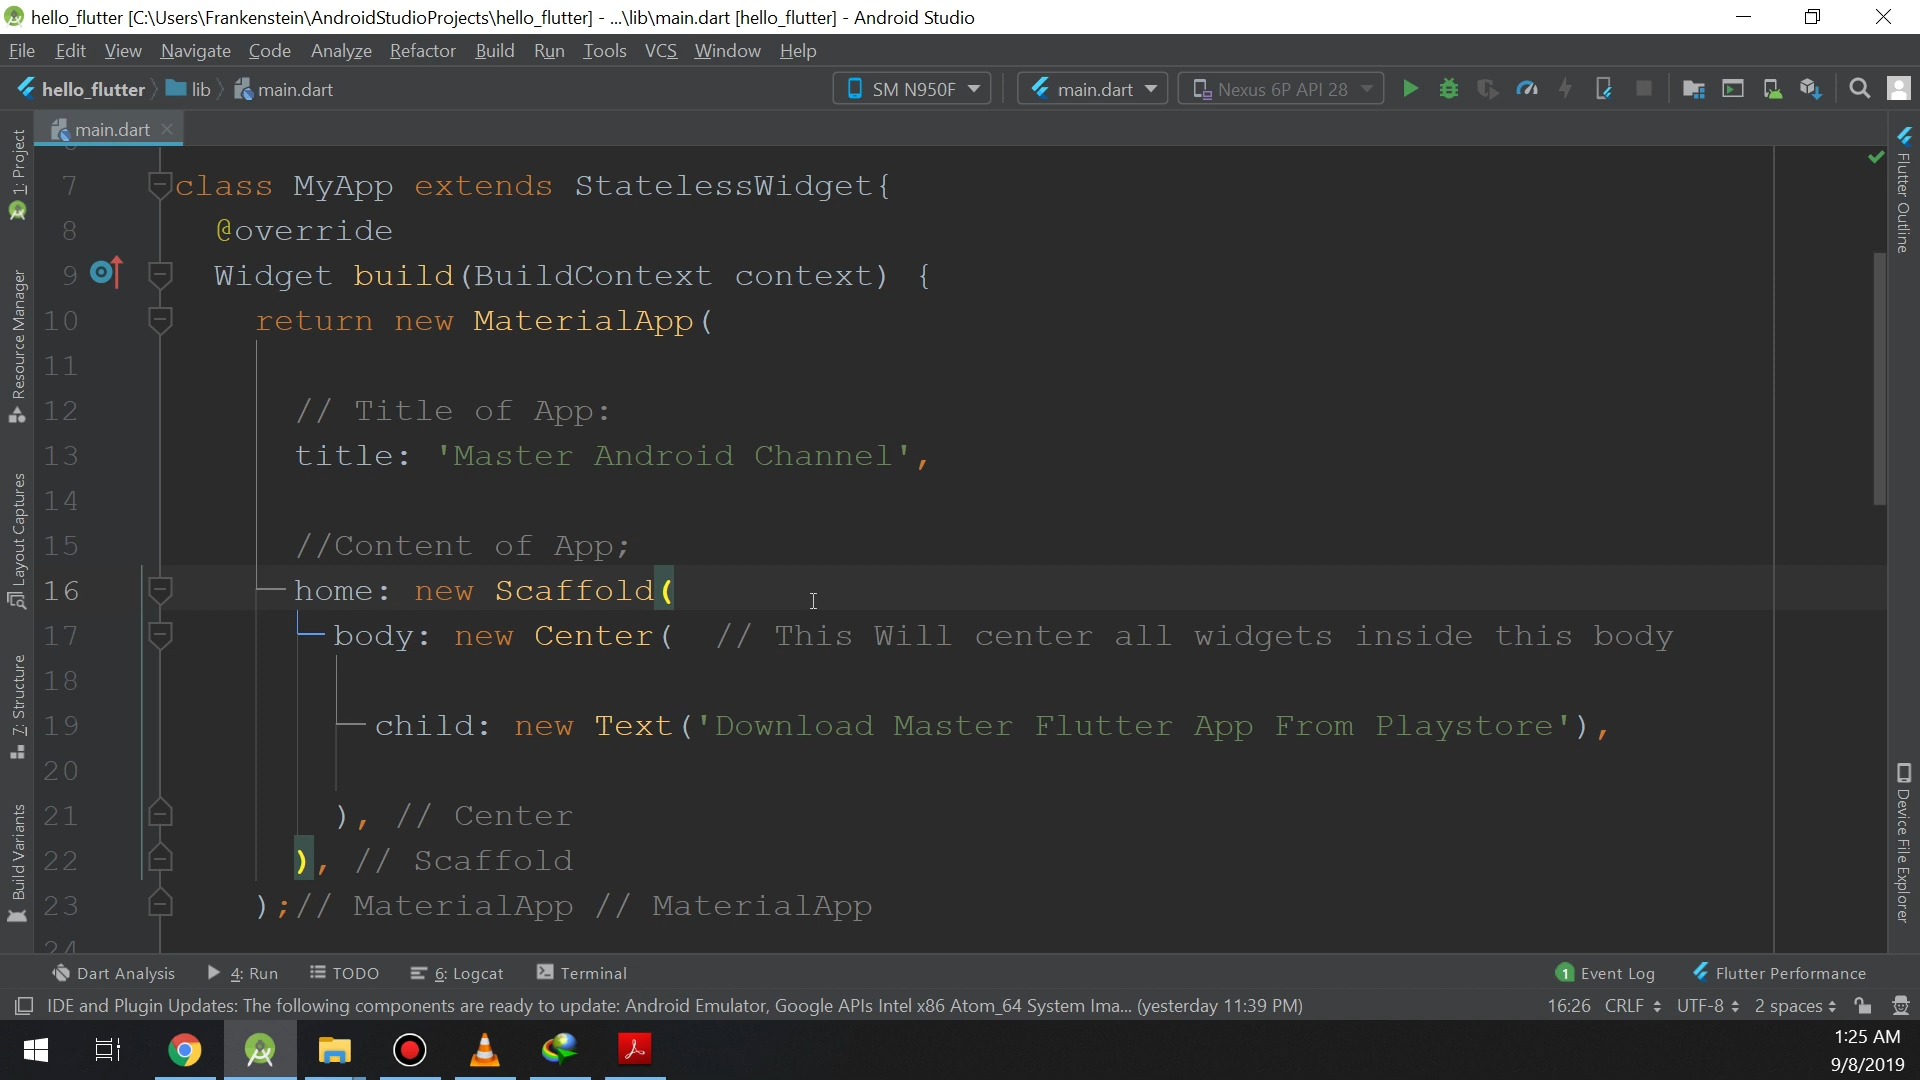 hello_flutter [C:\Users\Frankenstein\AndroidStudioProjects\hello_flutter] - ...\lib\main.dart [hello_flutter] - Android Studio
File Edit View Navigate Code Analyze Refactor Build Run Tools VCS Window Help
hello_flutter lib main.dart SM N950F main.dart Nexus 6P API 28
main.dart
1: Project
Resource Manager
Layout Captures
7: Structure
Build Variants
7 class MyApp extends StatelessWidget{
8 @override
9 Widget build(BuildContext context) {
10 return new MaterialApp(
11
12 // Title of App:
13 title: 'Master Android Channel',
14
15 //Content of App;
16 home: new Scaffold(
17 body: new Center( // This Will center all widgets inside this body
18
19 child: new Text('Download Master Flutter App From Playstore'),
20
21 ), // Center
22 ), // Scaffold
23 );// MaterialApp // MaterialApp
24
Flutter Outline
Device File Explorer
Dart Analysis 4: Run TODO 6: Logcat Terminal 1 Event Log Flutter Performance
IDE and Plugin Updates: The following components are ready to update: Android Emulator, Google APIs Intel x86 Atom_64 System Ima... (yesterday 11:39 PM) 16:26 CRLF UTF-8 2 spaces
1:25 AM
9/8/2019